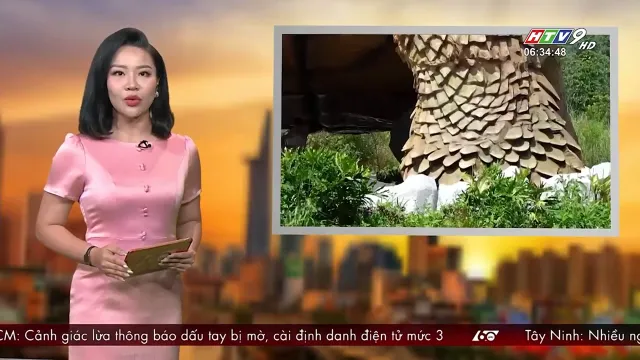 HTV9 HD
06:34:48
CM: Cảnh giác lừa thông báo dấu tay bị mờ, cài định danh điện tử mức 3 60 Tây Ninh: Nhiều ng